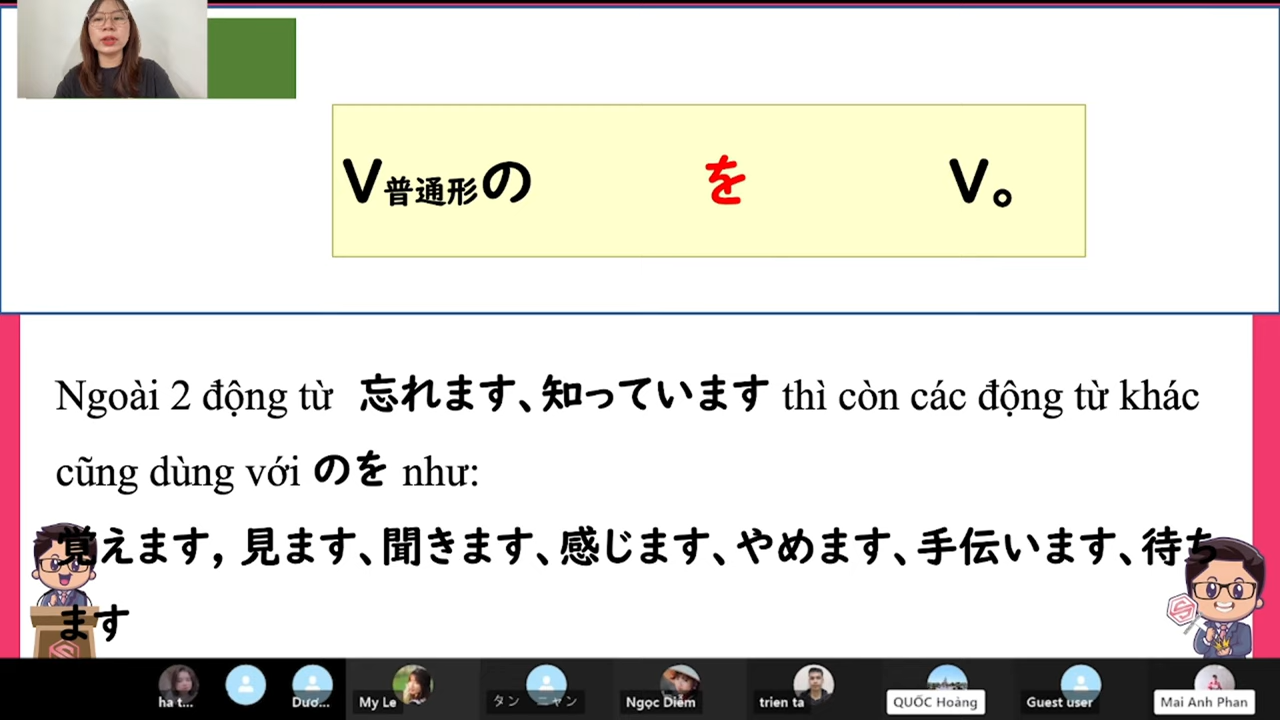 V普通形の を V。
Ngoài 2 động từ 忘れます、知っています thì còn các động từ khác
cũng dùng với のを như:
覚えます, 見ます、聞きます、感じます、やめます、手伝います、待ち
ます
ha t... Dươ... My Le タン ニャン Ngọc Diễm trien ta QUỐC Hoàng Guest user Mai Anh Phan